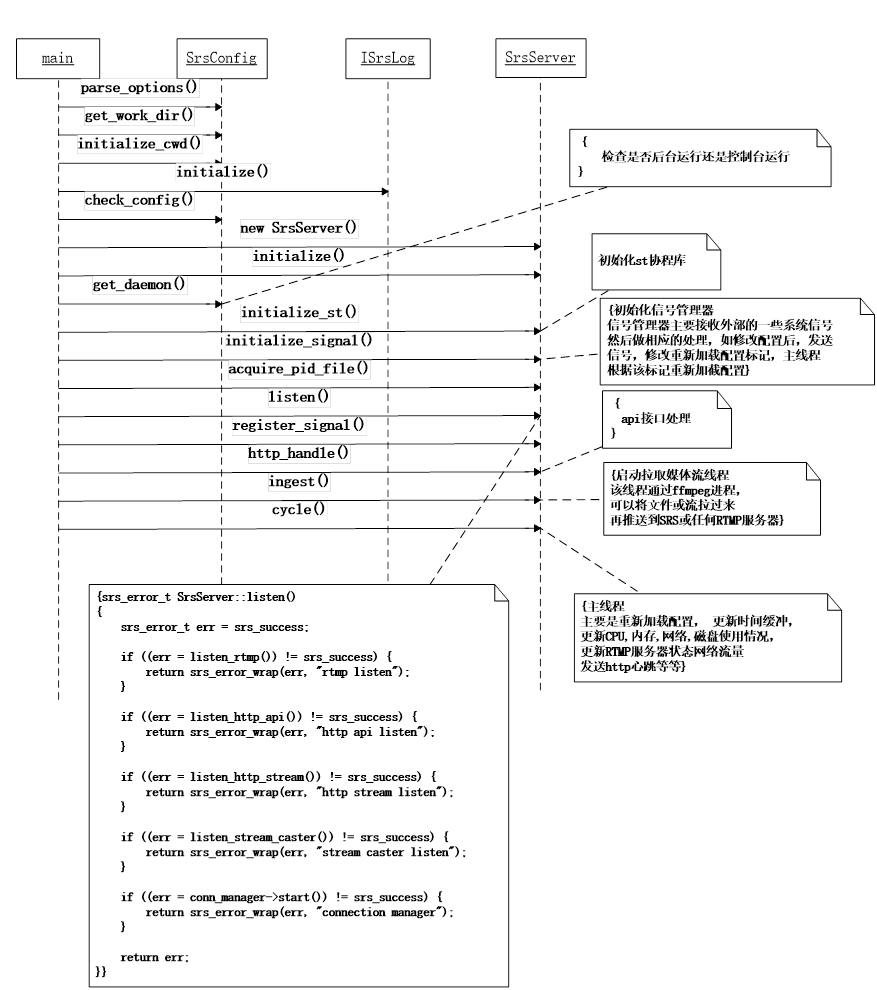 main
SrsConfig
ISrsLog
SrsServer
parse_options()
get_work_dir()
initialize_cwd()
initialize()
check_config()
new SrsServer()
initialize()
get_daemon()
initialize_st()
initialize_signal()
acquire_pid_file()
listen()
register_signal()
http_handle()
ingest()
cycle()
{
检查是否后台运行还是控制台运行
}
初始化st协程库
{初始化信号管理器
信号管理器主要接收外部的一些系统信号
然后做相应的处理，如修改配置后，发送
信号，修改重新加载配置标记，主线程
根据该标记重新加截配置}
{
api接口处理
}
{启动拉取媒体流线程
该线程通过ffmpeg进程，
可以将文件或流拉过来
再推送到SRS或任何RTMP服务器}
{主线程
主要是重新加载配置， 更新时间缓冲，
更新CPU,内存,网络,磁盘使用情况，
更新RTMP服务器状态网络流量
发送http心跳等等}
{srs_error_t SrsServer::listen()
{
srs_error_t err = srs_success;
if ((err = listen_rtmp()) != srs_success) {
return srs_error_wrap(err, "rtmp listen");
}
if ((err = listen_http_api()) != srs_success) {
return srs_error_wrap(err, "http api listen");
}
if ((err = listen_http_stream()) != srs_success) {
return srs_error_wrap(err, "http stream listen");
}
if ((err = listen_stream_caster()) != srs_success) {
return srs_error_wrap(err, "stream caster listen");
}
if ((err = conn_manager->start()) != srs_success) {
return srs_error_wrap(err, "connection manager");
}
return err;
}}